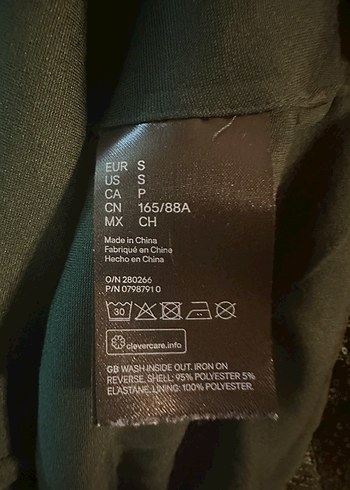 EUR S
US S
CA P
CN 165/88A
MX CH
Made in China
Fabriqué en Chine
Hecho en China
O/N 280266
P/N 0798791 0
30
clevercare.info
GB WASH INSIDE OUT. IRON ON
REVERSE. SHELL: 95% POLYESTER 5%
ELASTANE. LINING: 100% POLYESTER.